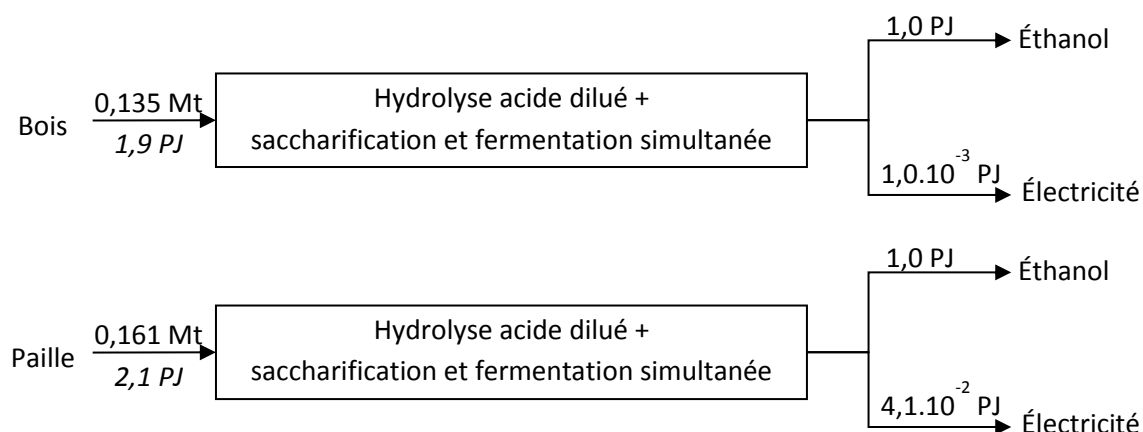 1,0 PJ
Éthanol
Bois
0,135 Mt
1,9 PJ
Hydrolyse acide dilué +
saccharification et fermentation simultanée
1,0.10⁻³ PJ
Électricité
1,0 PJ
Éthanol
Paille
0,161 Mt
2,1 PJ
Hydrolyse acide dilué +
saccharification et fermentation simultanée
4,1.10⁻² PJ
Électricité